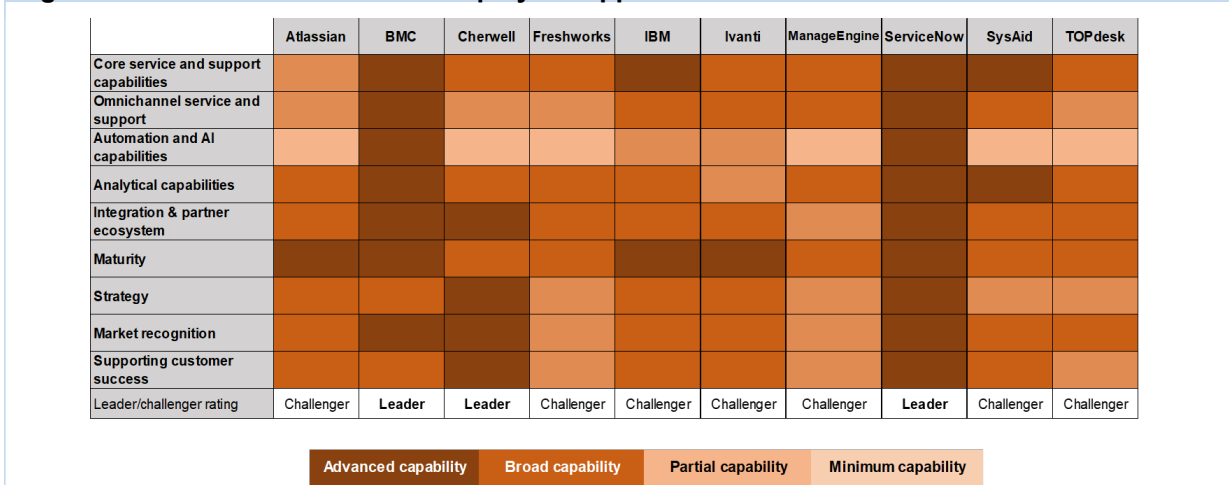 Atlassian BMC Cherwell Freshworks IBM Ivanti ManageEngine ServiceNow SysAid TOPdesk
Core service and support
capabilities
Omnichannel service and
support
Automation and AI
capabilities
Analytical capabilities
Integration & partner
ecosystem
Maturity
Strategy
Market recognition
Supporting customer
success
Leader/challenger rating Challenger Leader Leader Challenger Challenger Challenger Challenger Leader Challenger Challenger
Advanced capability Broad capability Partial capability Minimum capability